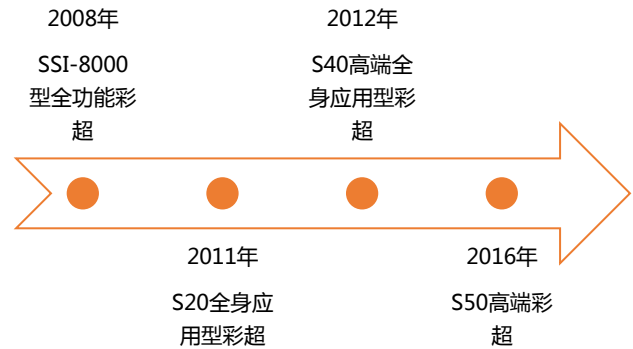 2008年
SSI-8000
型全功能彩
超
2012年
S40高端全
身应用型彩
超
2011年
S20全身应
用型彩超
2016年
S50高端彩
超